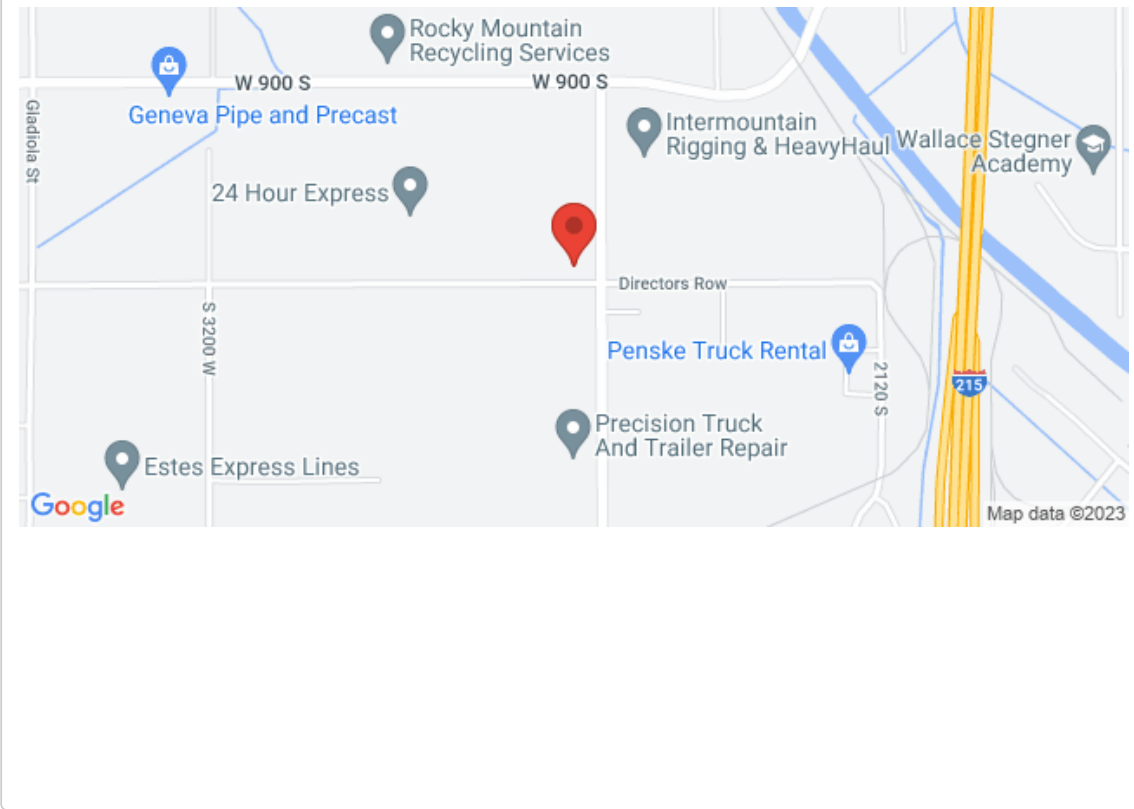 Rocky Mountain
Recycling Services
W 900 S
W 900 S
Geneva Pipe and Precast
Gladiola St
Intermountain
Rigging & HeavyHaul
Wallace Stegner
Academy
24 Hour Express
Directors Row
S 3200 W
Penske Truck Rental
2120 S
215
Precision Truck
And Trailer Repair
Estes Express Lines
Google
Map data ©2023